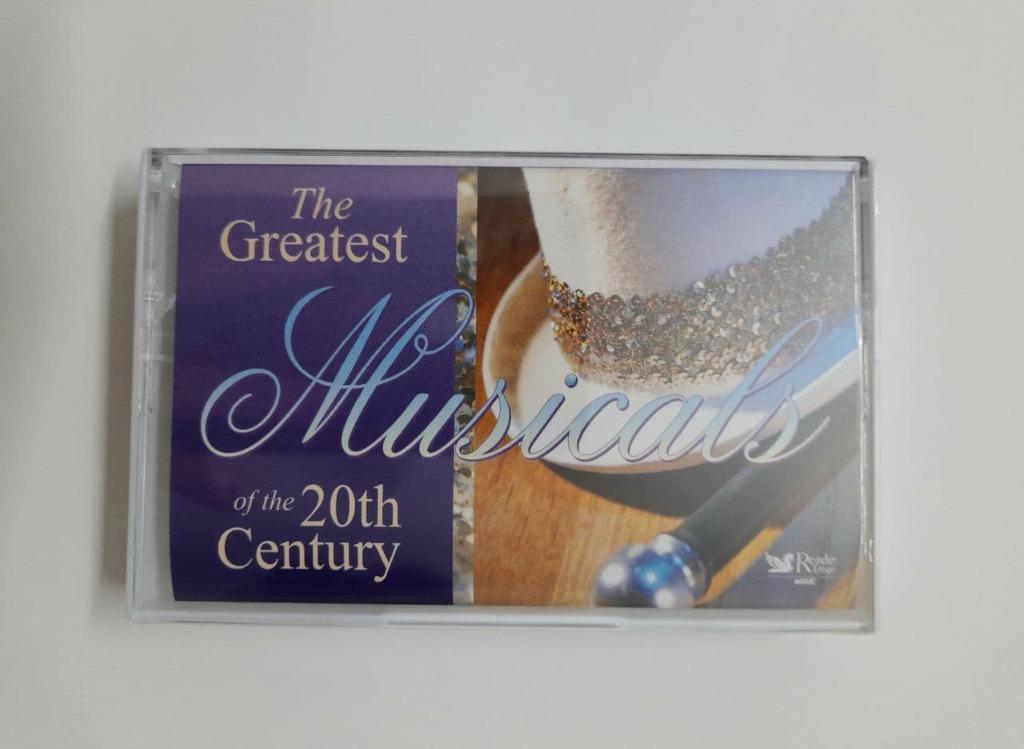 The
Greatest
Musicals
of the 20th
Century
Reader's
Digest
MUSIC